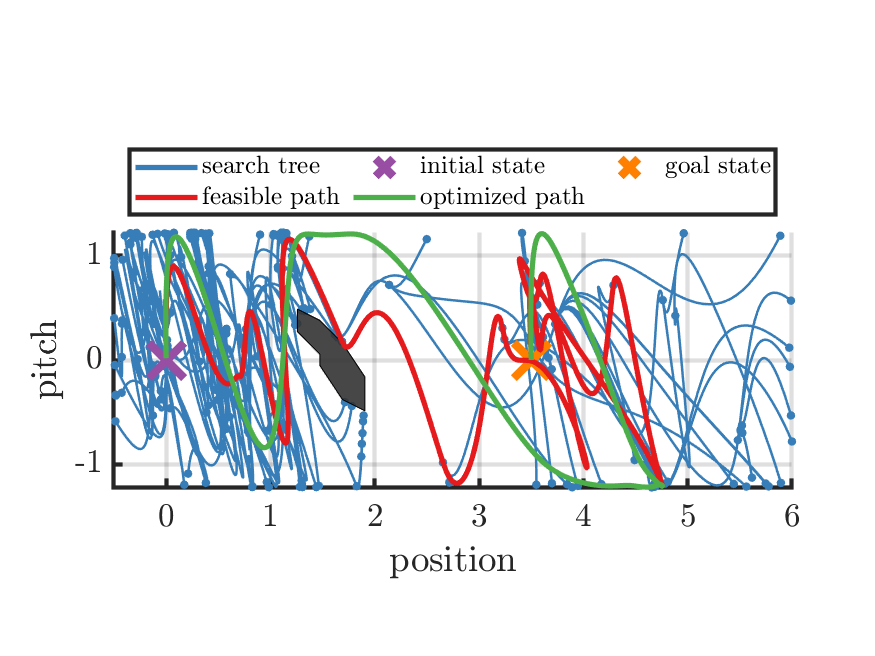 search tree initial state goal state
feasible path optimized path
1
0
-1
pitch
0 1 2 3 4 5 6
position